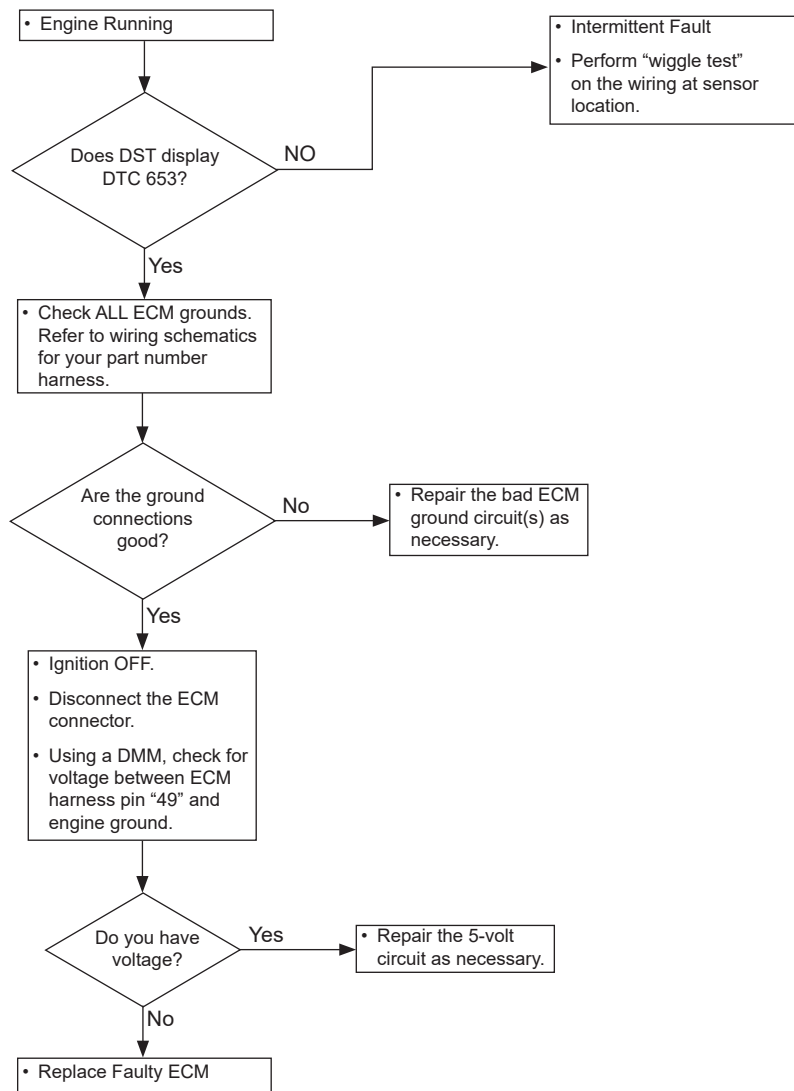 • Engine Running
• Intermittent Fault
• Perform “wiggle test”
on the wiring at sensor
location.
Does DST display
DTC 653?
NO
Yes
• Check ALL ECM grounds.
Refer to wiring schematics
for your part number
harness.
Are the ground
connections
good?
No
• Repair the bad ECM
ground circuit(s) as
necessary.
Yes
• Ignition OFF.
• Disconnect the ECM
connector.
• Using a DMM, check for
voltage between ECM
harness pin “49” and
engine ground.
Do you have
voltage?
Yes
• Repair the 5-volt
circuit as necessary.
No
• Replace Faulty ECM